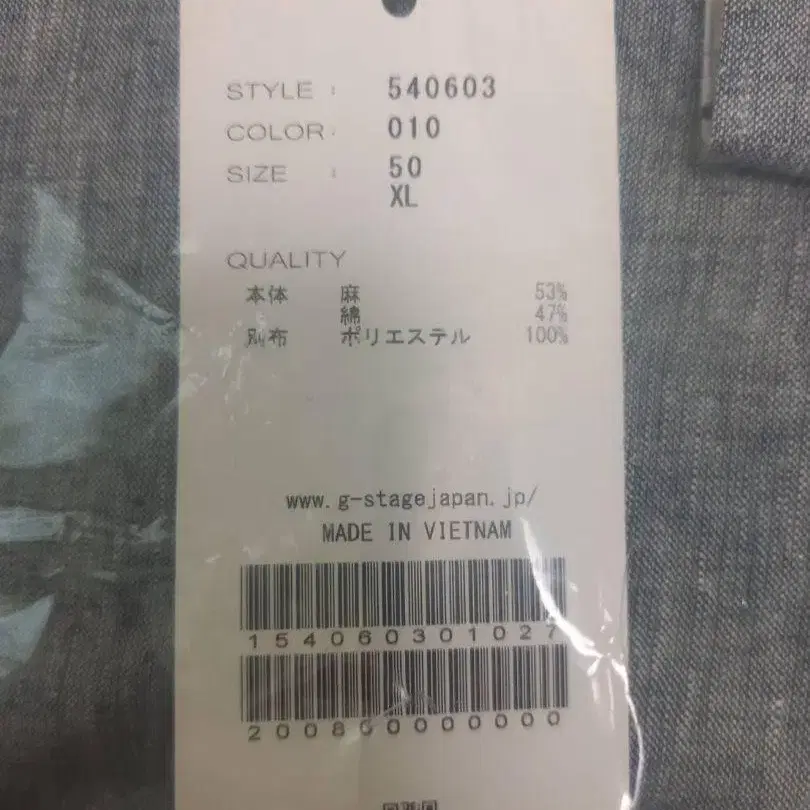 STYLE : 540603
COLOR : 010
SIZE : 50
XL
QUALITY
本体 麻 53%
綿 47%
別布 ポリエステル 100%
www.g-stagejapan.jp/
MADE IN VIETNAM
154060301027
2008000000000